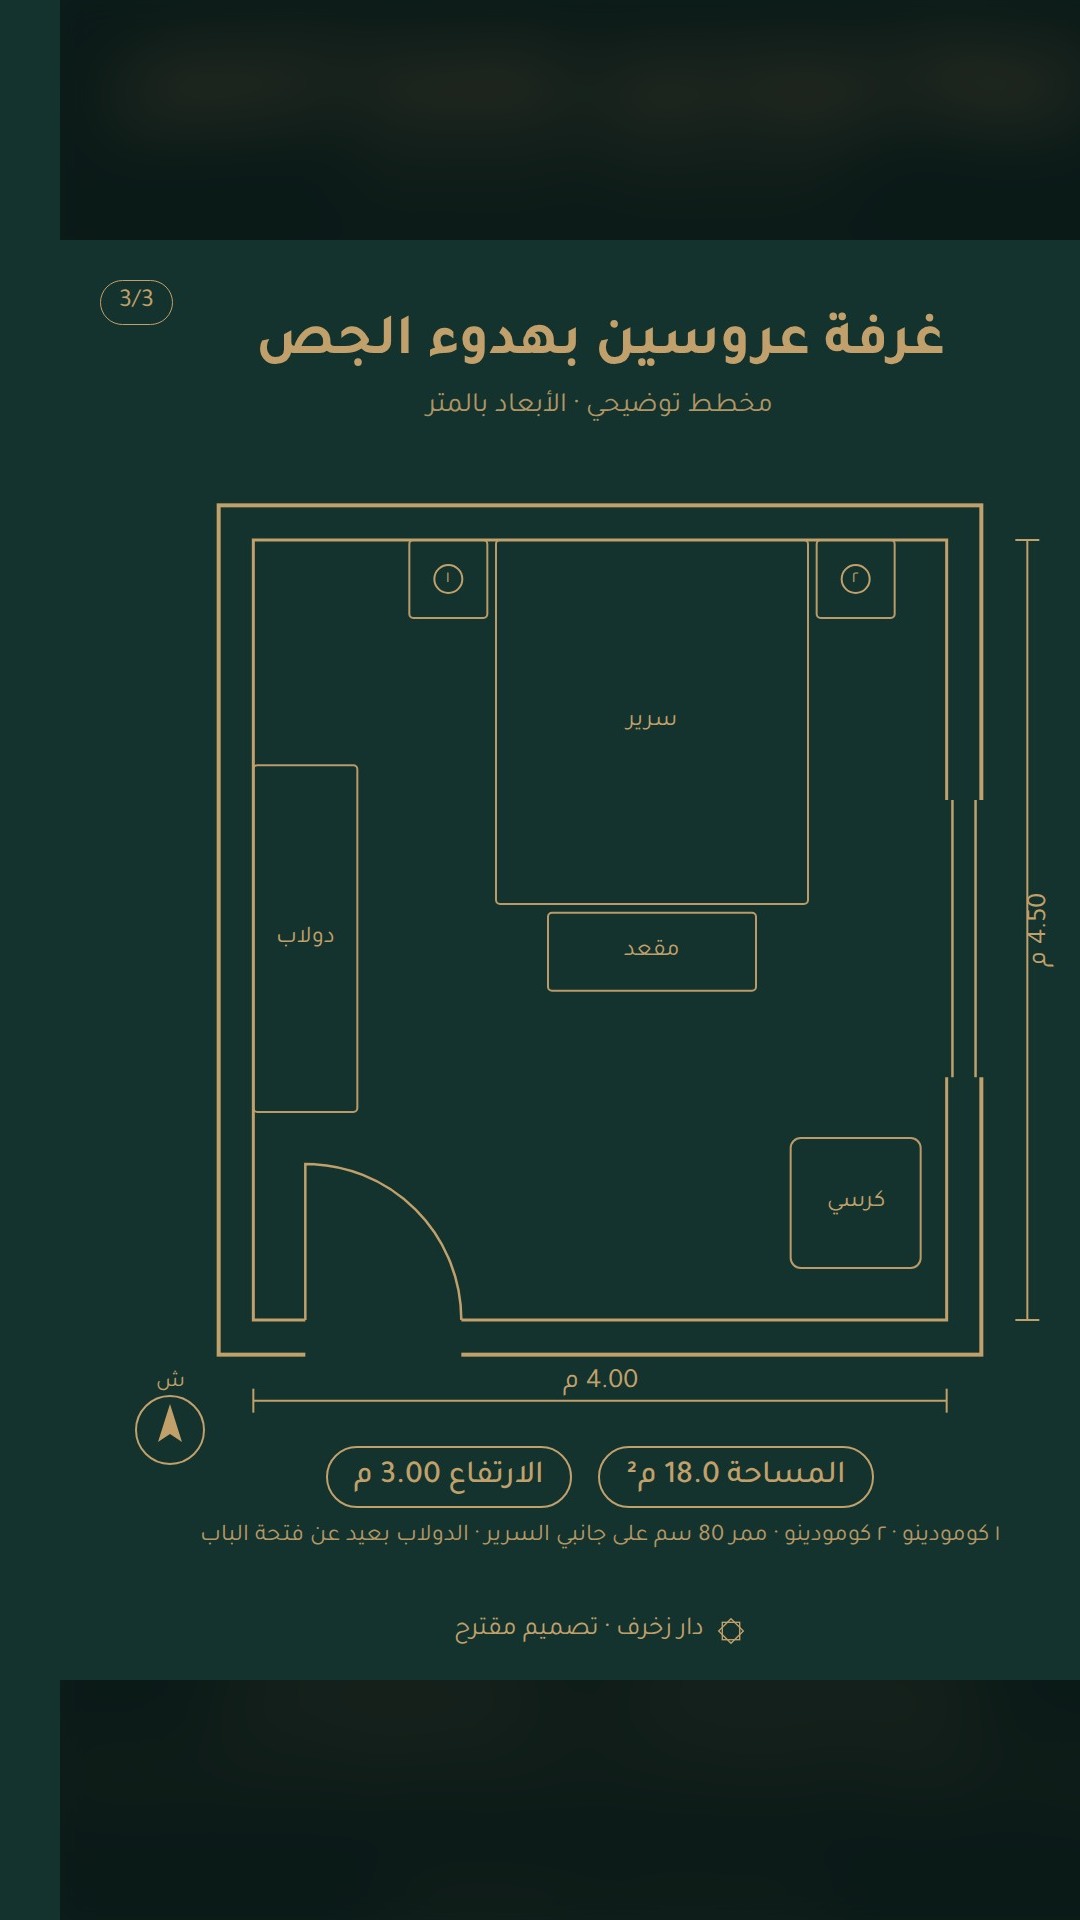 3/3
غرفة عروسين بهدوء الجص
مخطط توضيحي · الأبعاد بالمتر
١
٢
سرير
4.50 م
دولاب
مقعد
كرسي
ش
4.00 م
المساحة 18.0 م²
الارتفاع 3.00 م
١ كومودينو · ٢ كومودينو · ممر 80 سم على جانبي السرير · الدولاب بعيد عن فتحة الباب
دار زخرف · تصميم مقترح